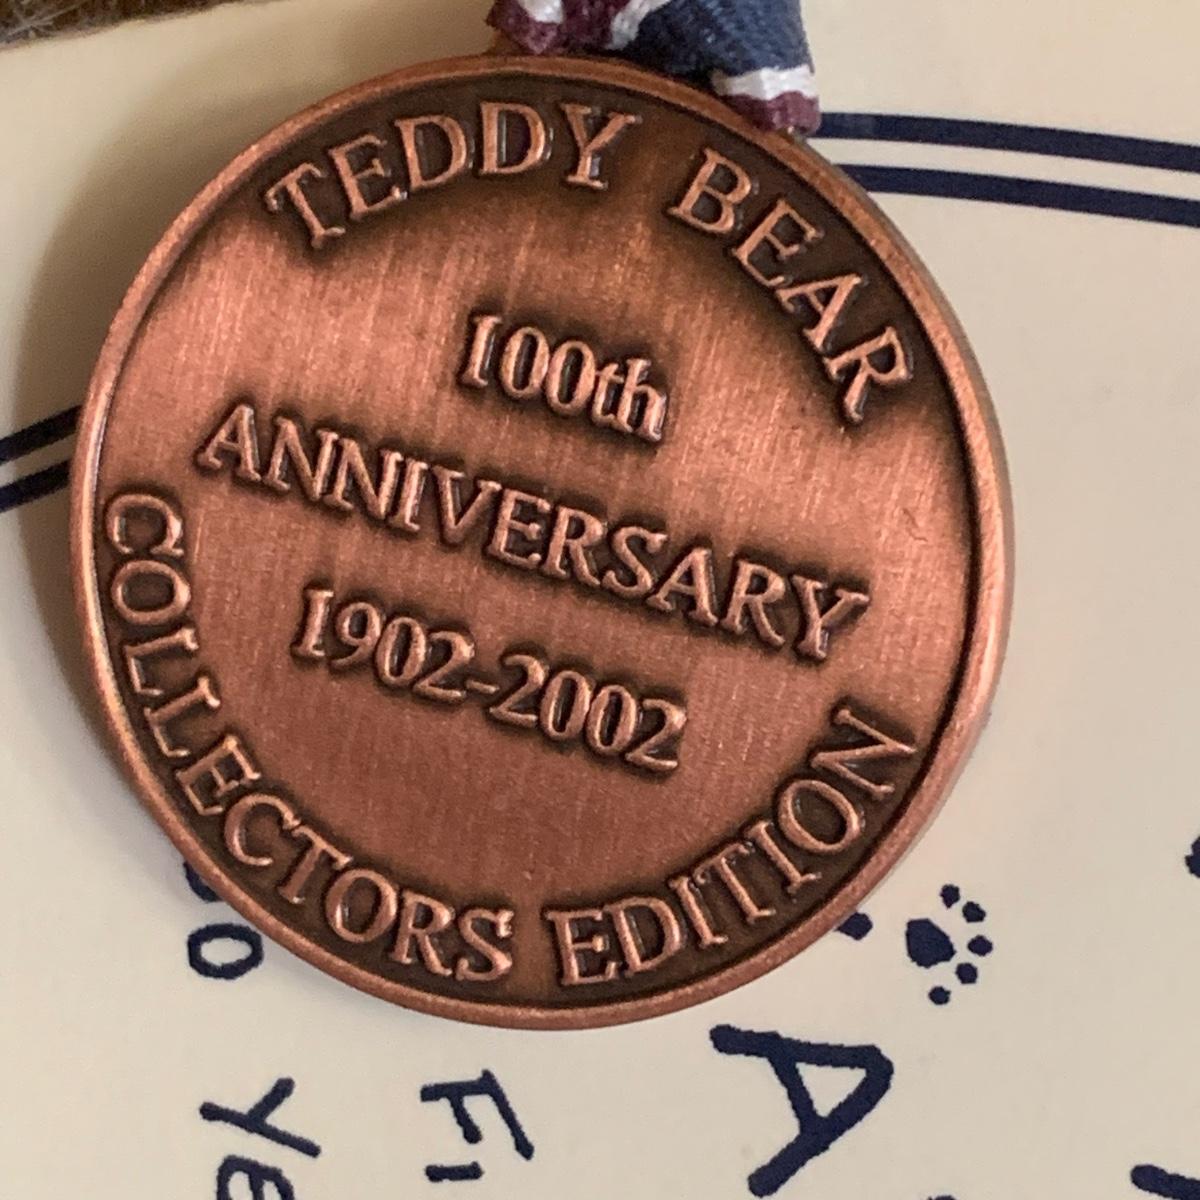 TEDDY BEAR
100th
ANNIVERSARY
1902-2002
COLLECTORS EDITION